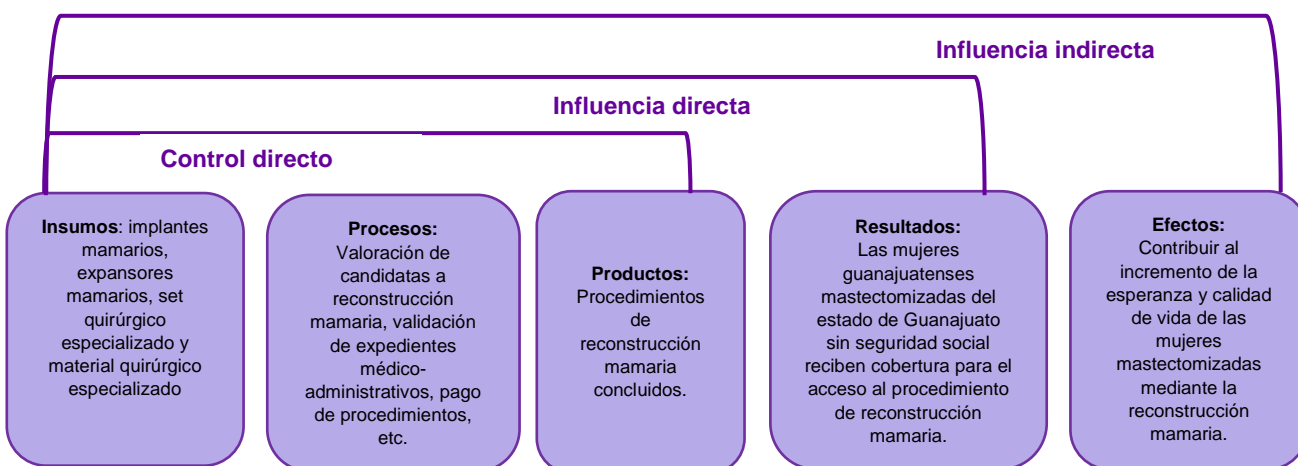 Influencia indirecta
Influencia directa
Control directo
Insumos: implantes
mamarios,
expansores
mamarios, set
quirúrgico
especializado y
material quirúrgico
especializado
Procesos:
Valoración de
candidatas a
reconstrucción
mamaria, validación
de expedientes
médico-
administrativos, pago
de procedimientos,
etc.
Productos:
Procedimientos
de
reconstrucción
mamaria
concluidos.
Resultados:
Las mujeres
guanajuatenses
mastectomizadas del
estado de Guanajuato
sin seguridad social
reciben cobertura para el
acceso al procedimiento
de reconstrucción
mamaria.
Efectos:
Contribuir al
incremento de la
esperanza y calidad
de vida de las
mujeres
mastectomizadas
mediante la
reconstrucción
mamaria.